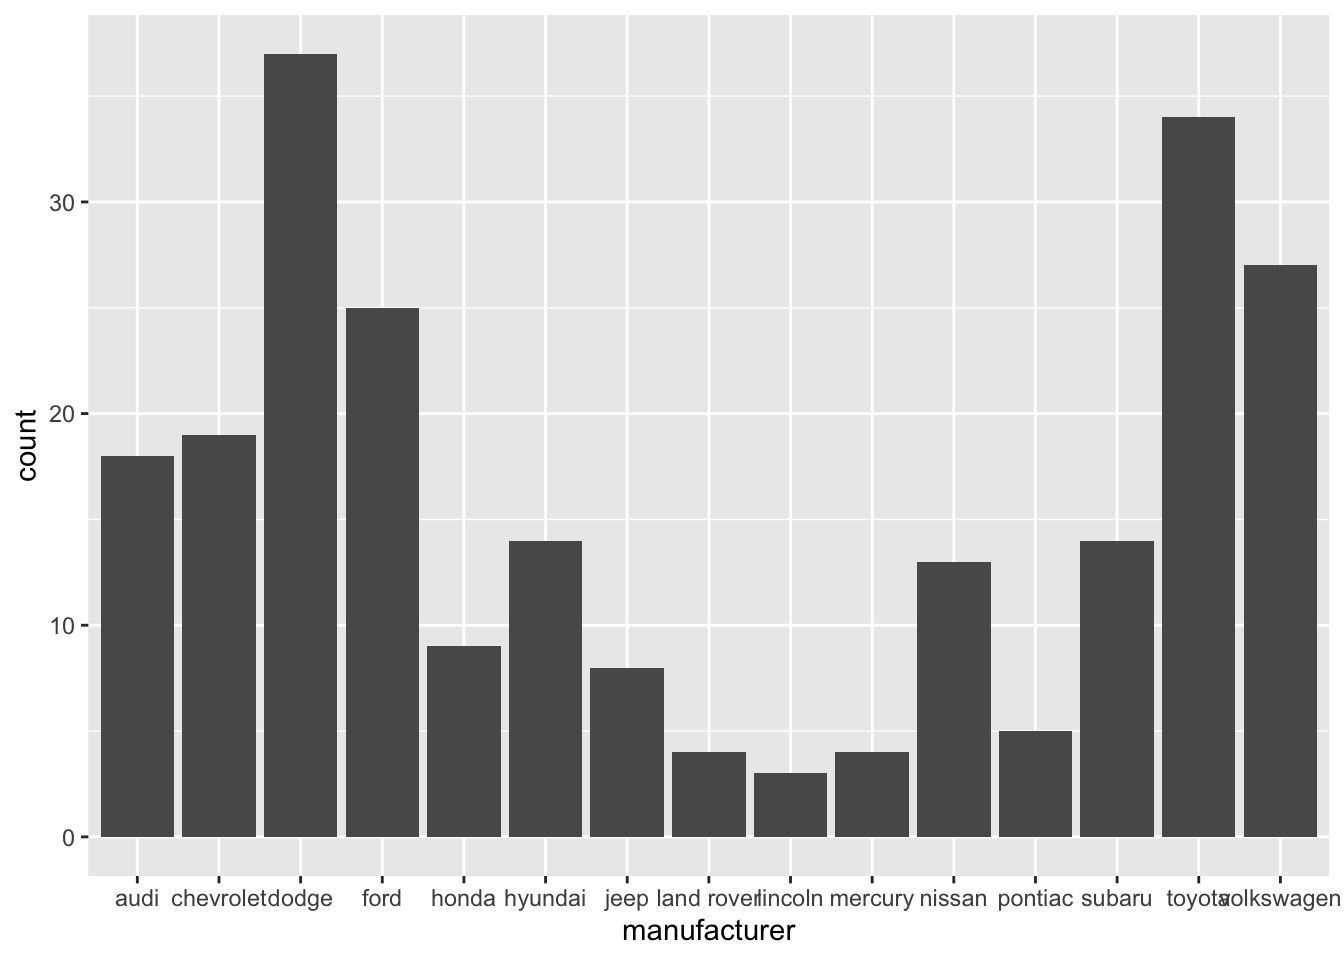 count
30
20
10
0
audi chevrolet dodge ford honda hyundai jeep land rover lincoln mercury nissan pontiac subaru toyota volkswagen
manufacturer